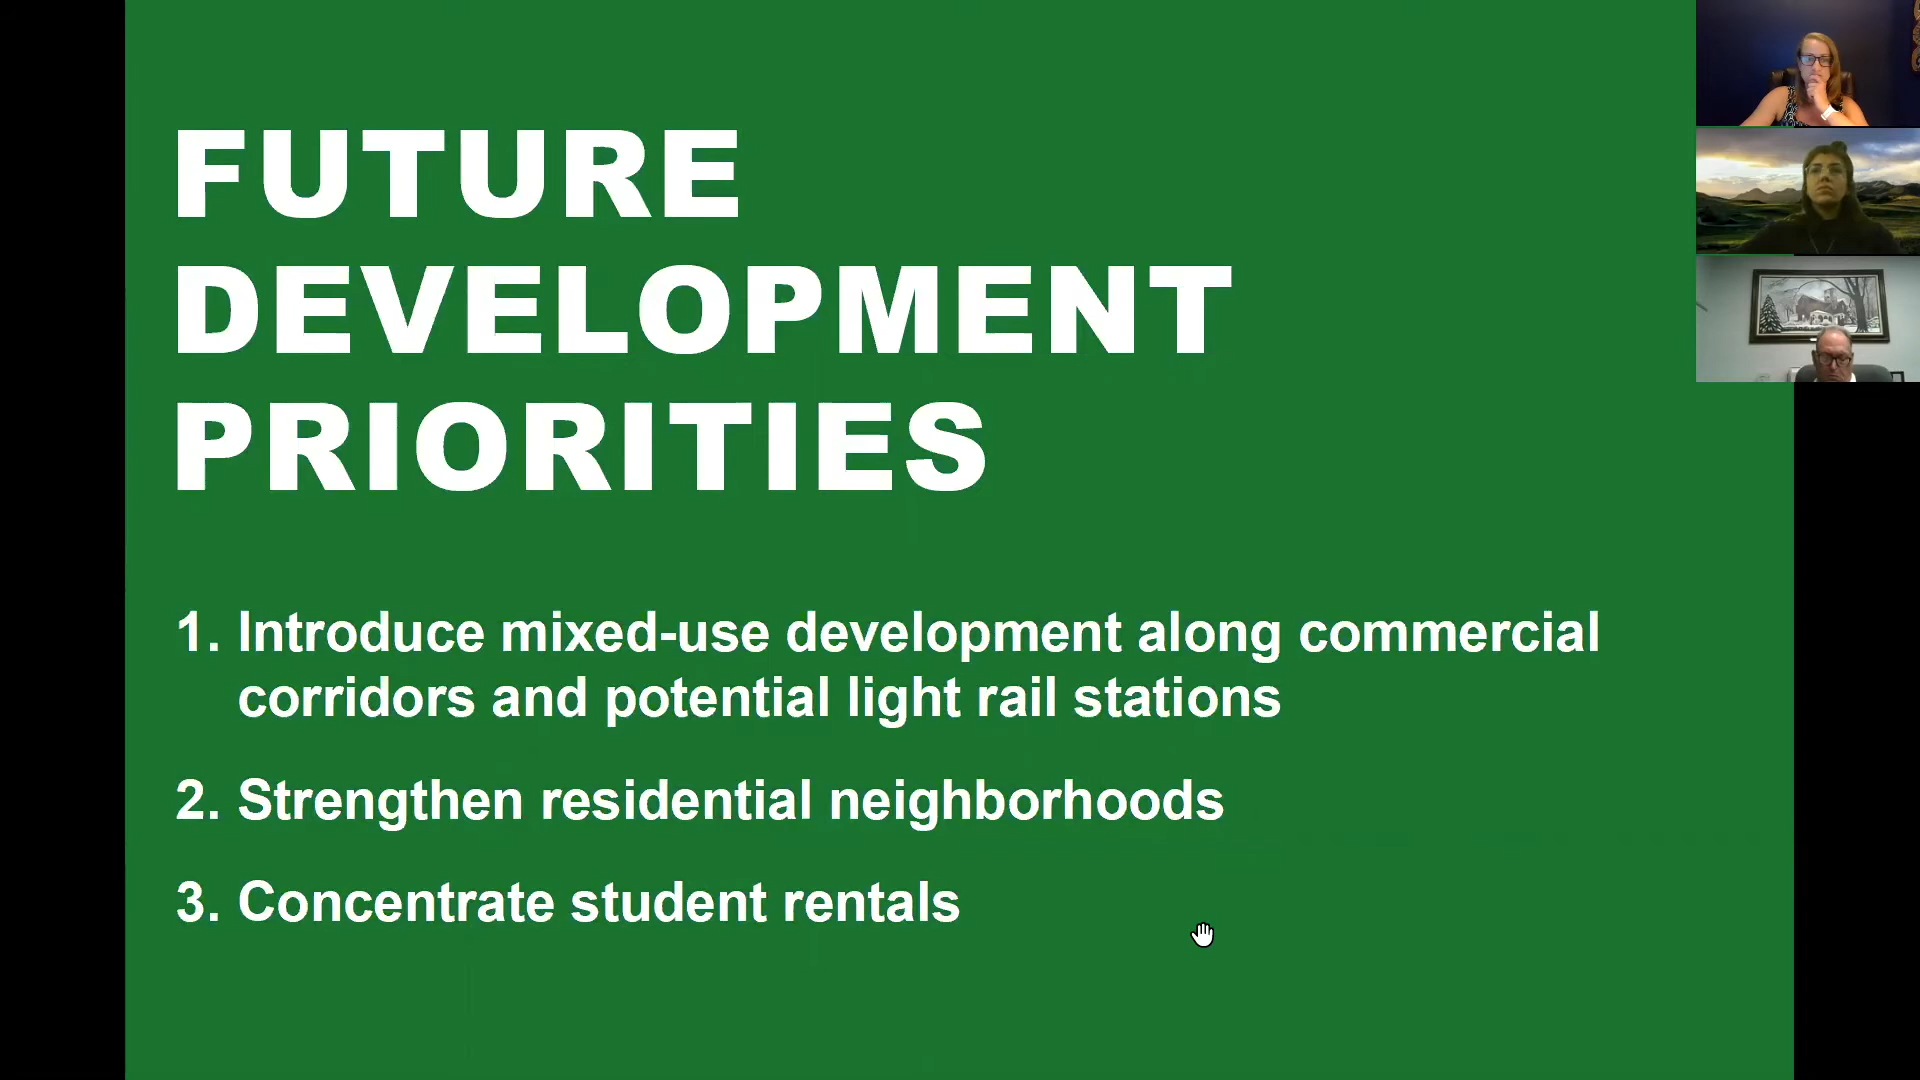 FUTURE
DEVELOPMENT
PRIORITIES
1. Introduce mixed-use development along commercial
corridors and potential light rail stations
2. Strengthen residential neighborhoods
3. Concentrate student rentals